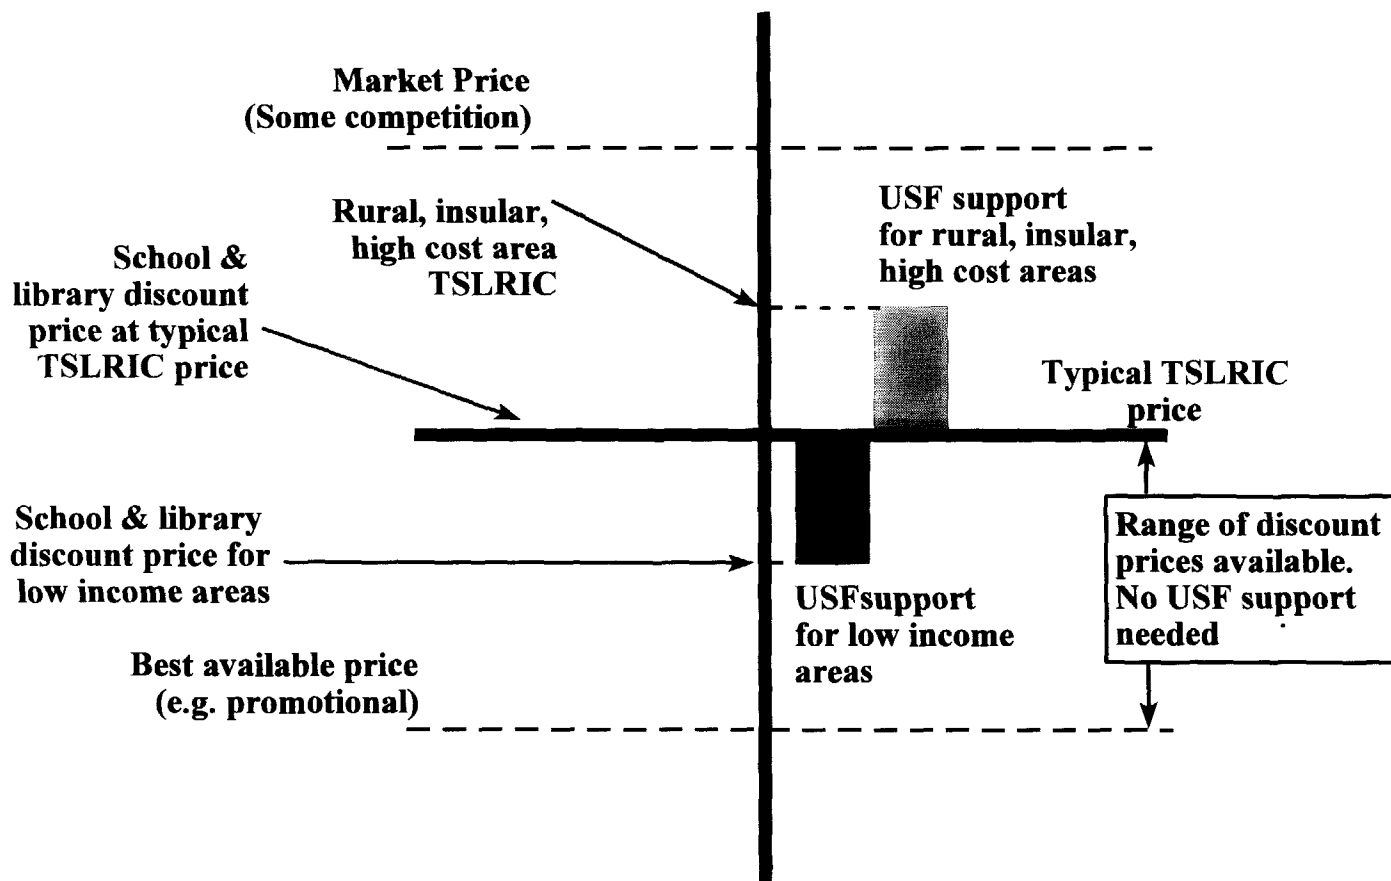 Market Price
(Some competition)
Rural, insular,
high cost area
TSLRIC
USF support
for rural, insular,
high cost areas
School &
library discount
price at typical
TSLRIC price
Typical TSLRIC
price
School & library
discount price for
low income areas
Range of discount
prices available.
No USF support
needed
USFsupport
for low income
areas
Best available price
(e.g. promotional)